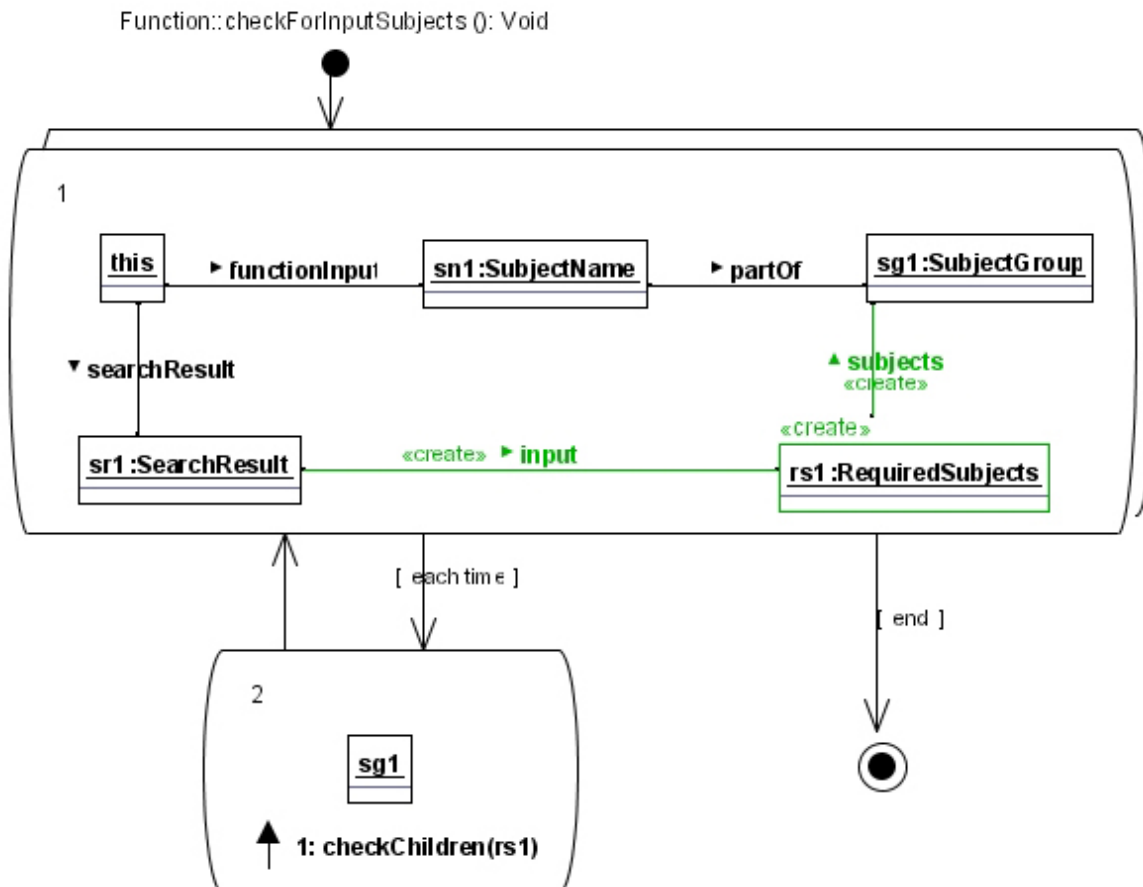 Function::checkForInputSubjects (): Void
1
this
► functionInput
sn1:SubjectName
► partOf
sg1:SubjectGroup
▼ searchResult
▲ subjects
«create»
«create»
sr1:SearchResult
«create» ► input
rs1:RequiredSubjects
[ each time ]
[ end ]
2
sg1
1: checkChildren(rs1)